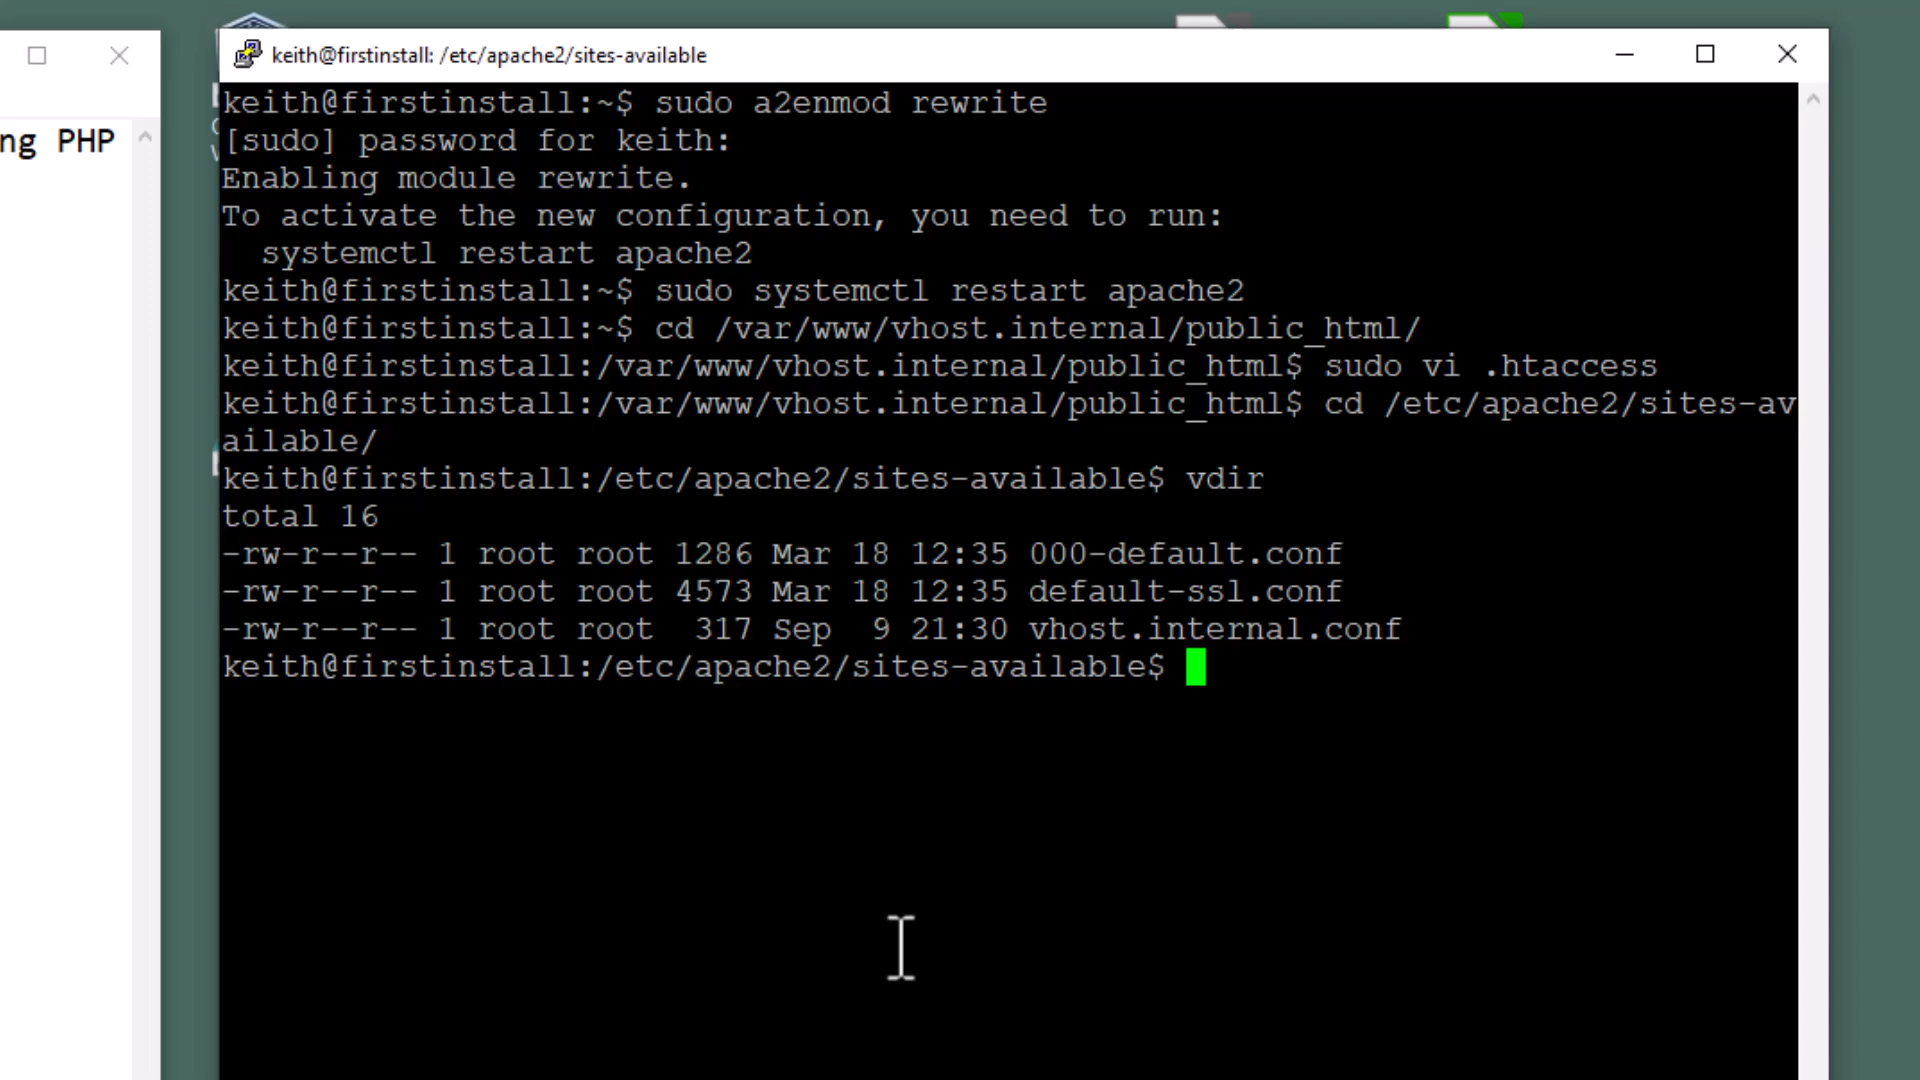 keith@firstinstall: /etc/apache2/sites-available
ng PHP
keith@firstinstall:~$ sudo a2enmod rewrite
[sudo] password for keith:
Enabling module rewrite.
To activate the new configuration, you need to run:
  systemctl restart apache2
keith@firstinstall:~$ sudo systemctl restart apache2
keith@firstinstall:~$ cd /var/www/vhost.internal/public_html/
keith@firstinstall:/var/www/vhost.internal/public_html$ sudo vi .htaccess
keith@firstinstall:/var/www/vhost.internal/public_html$ cd /etc/apache2/sites-av
ailable/
keith@firstinstall:/etc/apache2/sites-available$ vdir
total 16
-rw-r--r-- 1 root root 1286 Mar 18 12:35 000-default.conf
-rw-r--r-- 1 root root 4573 Mar 18 12:35 default-ssl.conf
-rw-r--r-- 1 root root  317 Sep  9 21:30 vhost.internal.conf
keith@firstinstall:/etc/apache2/sites-available$